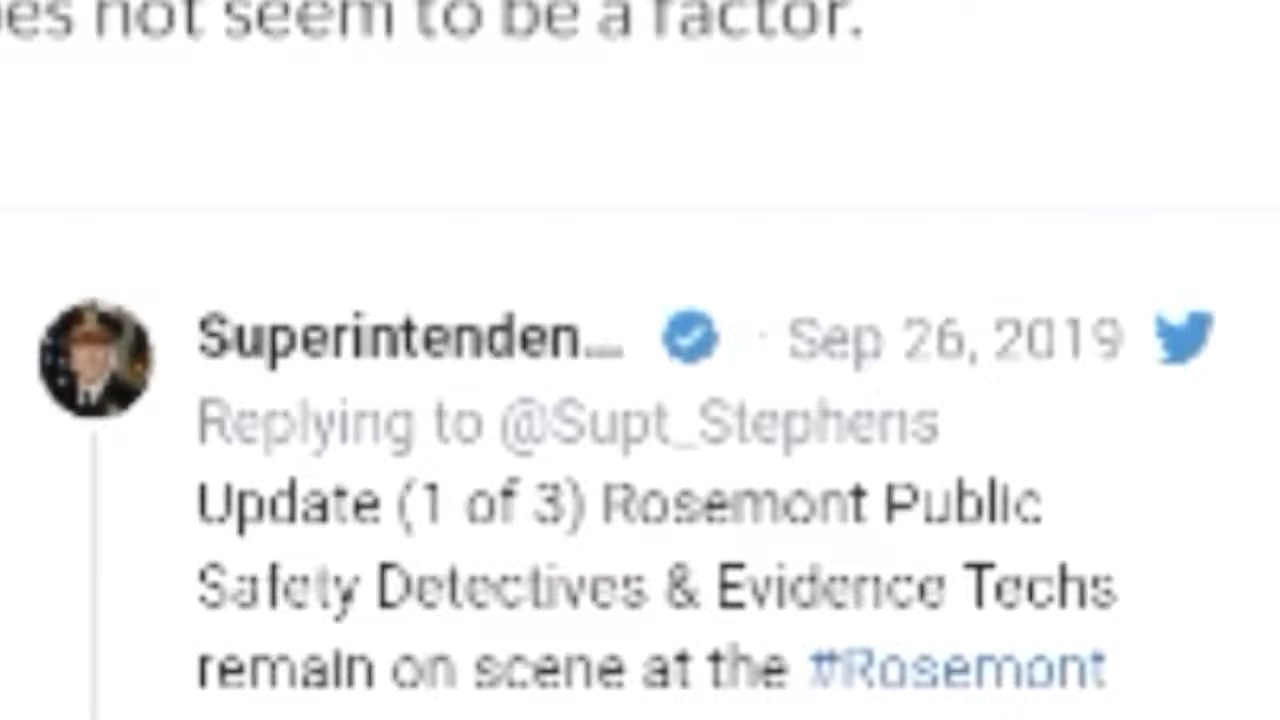 not seem to be a factor.
Superintenden... · Sep 26, 2019
Replying to @Supt_Stephens
Update (1 of 3) Rosemont Public
Safety Detectives & Evidence Techs
remain on scene at the #Rosemont